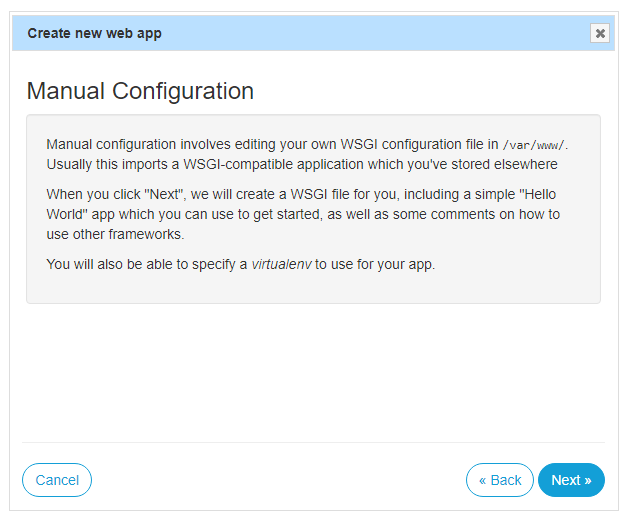 Create new web app
×
Manual Configuration
Manual configuration involves editing your own WSGI configuration file in /var/www/.
Usually this imports a WSGI-compatible application which you've stored elsewhere
When you click "Next", we will create a WSGI file for you, including a simple "Hello
World" app which you can use to get started, as well as some comments on how to
use other frameworks.
You will also be able to specify a virtualenv to use for your app.
Cancel
« Back
Next »